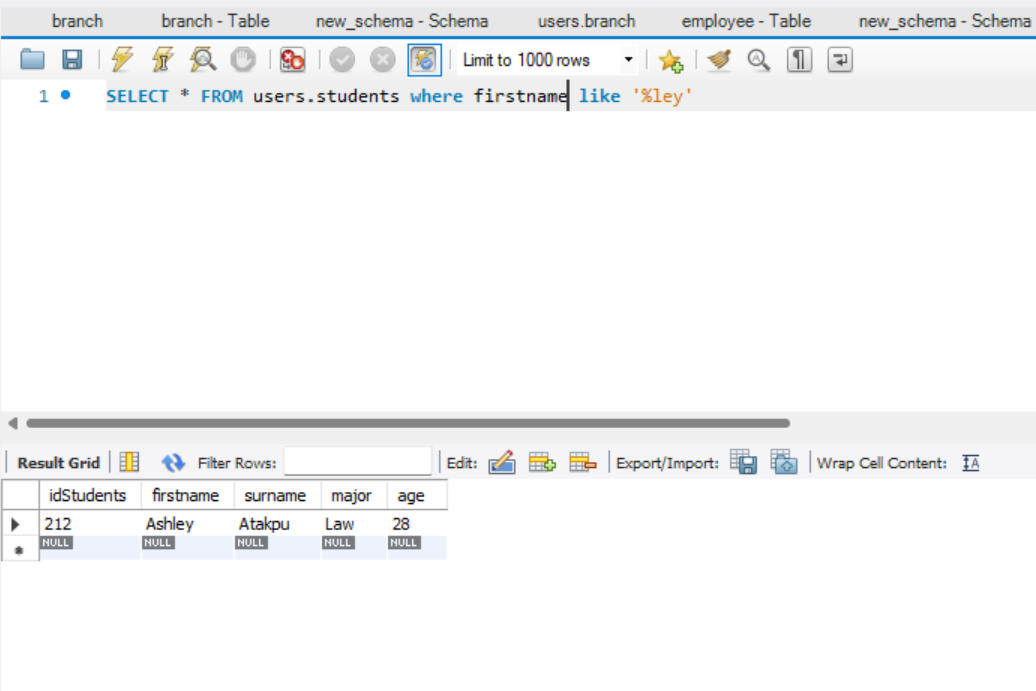 branch branch - Table new_schema - Schema users.branch employee - Table new_schema - Schema
Limit to 1000 rows
1 SELECT * FROM users.students where firstname like '%ley'
Result Grid Filter Rows: Edit: Export/Import: Wrap Cell Content:
idStudents firstname surname major age
212 Ashley Atakpu Law 28
NULL NULL NULL NULL NULL